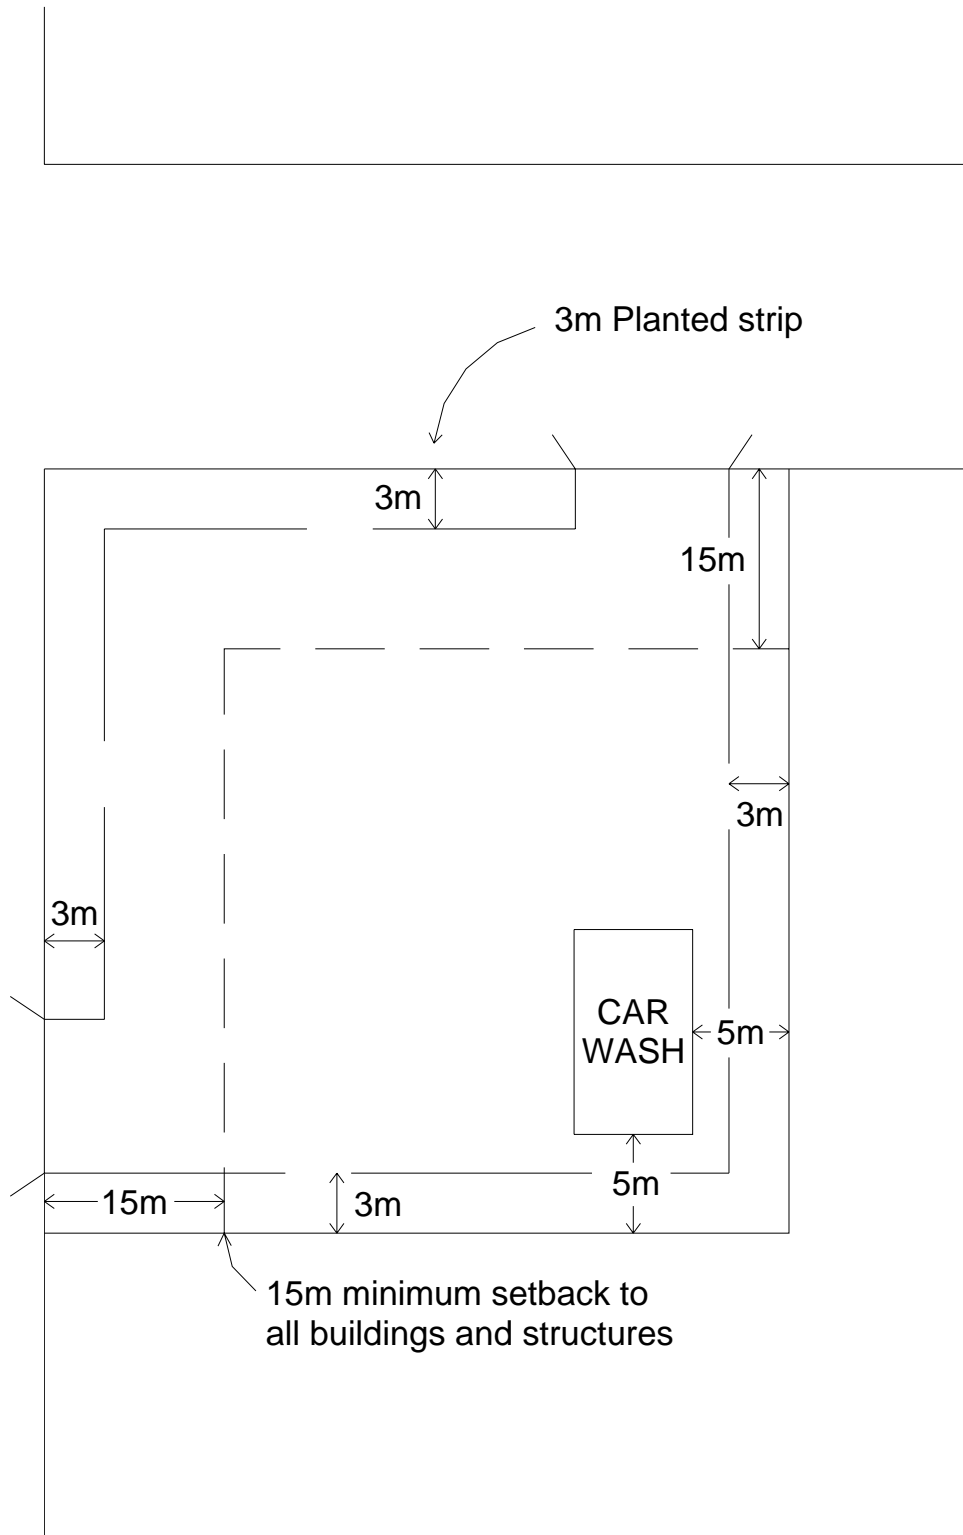 3m Planted strip
3m
15m
3m
3m
CAR
WASH
5m
5m
15m
3m
15m minimum setback to
all buildings and structures